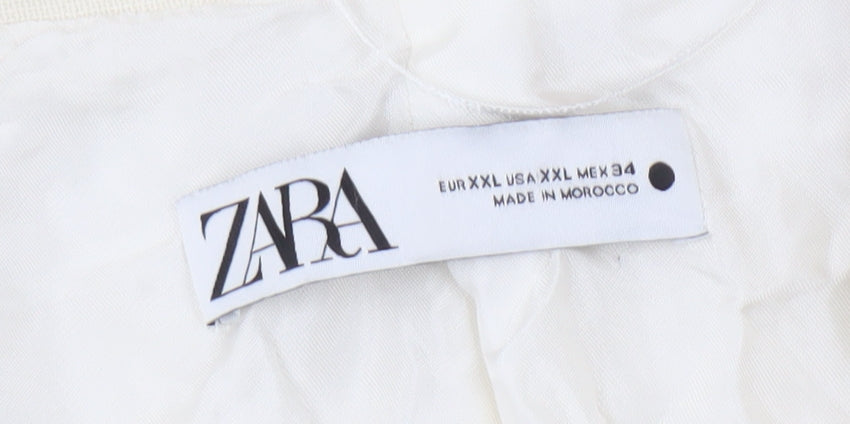 ZARA
EUR XXL USA XXL MEX 34
MADE IN MOROCCO